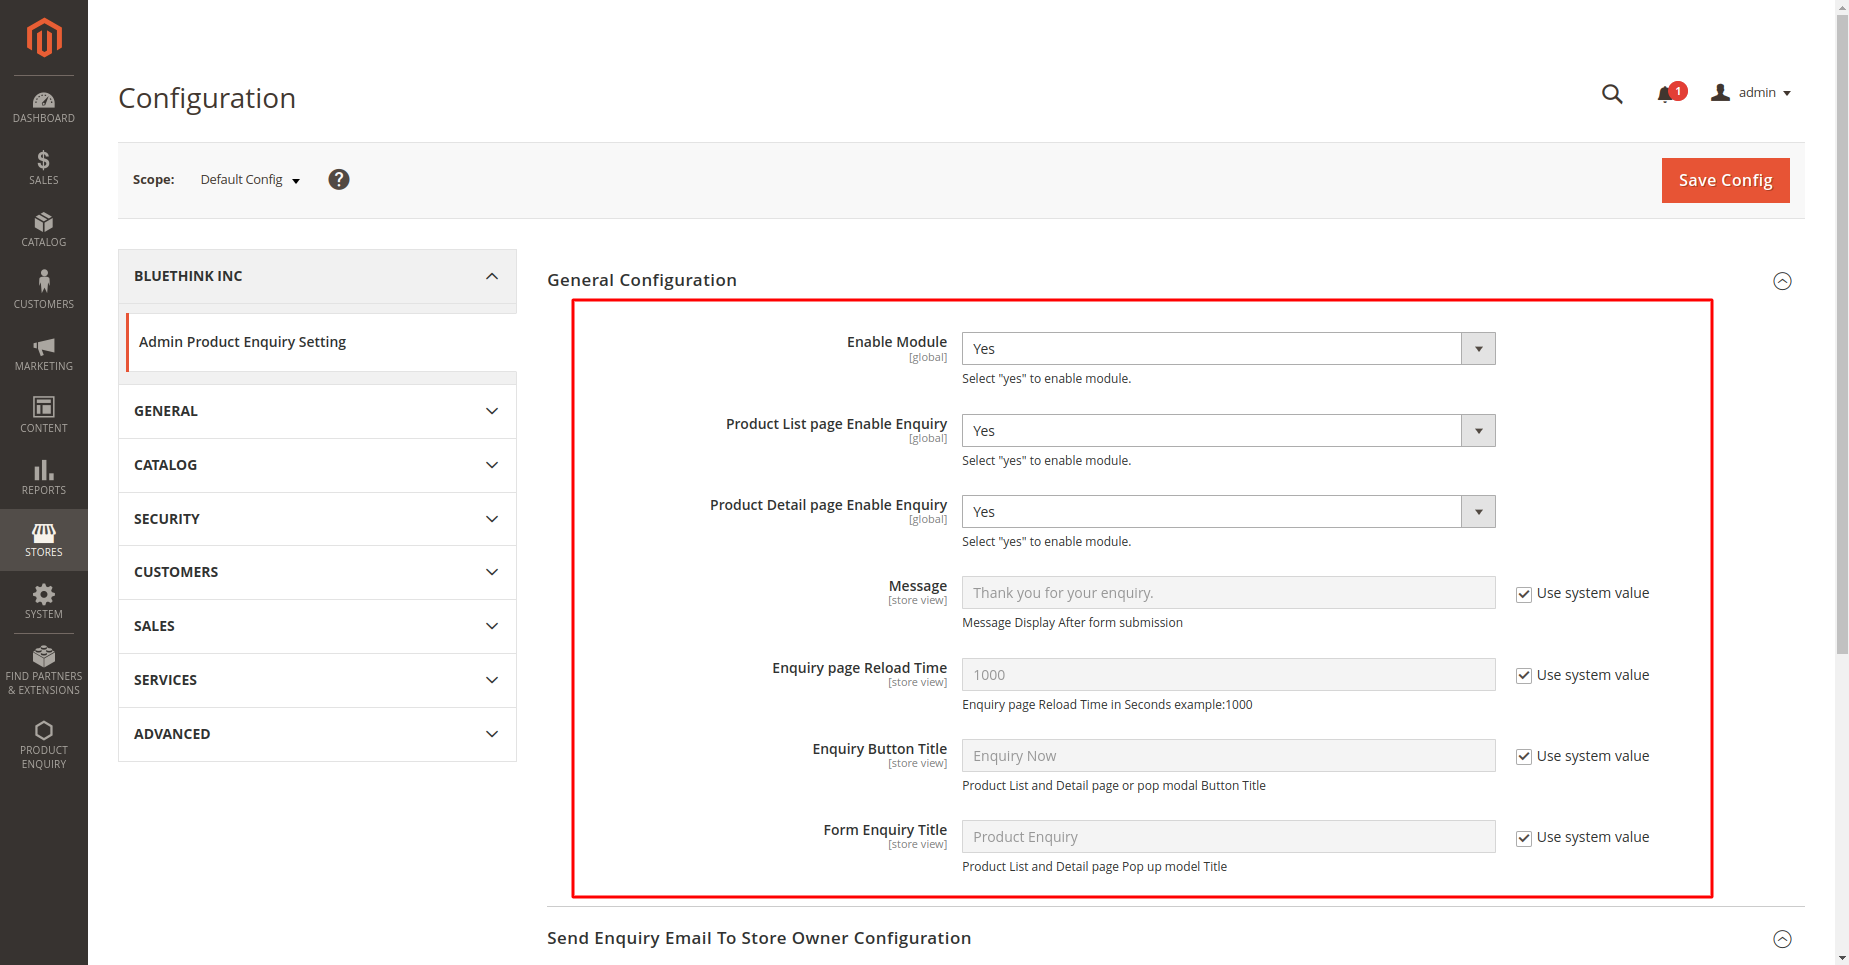 DASHBOARD
SALES
CATALOG
CUSTOMERS
MARKETING
CONTENT
REPORTS
STORES
SYSTEM
FIND PARTNERS
& EXTENSIONS
PRODUCT
ENQUIRY
Configuration
1
admin
Scope:
Default Config
?
Save Config
BLUETHINK INC
Admin Product Enquiry Setting
GENERAL
CATALOG
SECURITY
CUSTOMERS
SALES
SERVICES
ADVANCED
General Configuration
Enable Module
[global]
Yes
Select "yes" to enable module.
Product List page Enable Enquiry
[global]
Yes
Select "yes" to enable module.
Product Detail page Enable Enquiry
[global]
Yes
Select "yes" to enable module.
Message
[store view]
Thank you for your enquiry.
Use system value
Message Display After form submission
Enquiry page Reload Time
[store view]
1000
Use system value
Enquiry page Reload Time in Seconds example:1000
Enquiry Button Title
[store view]
Enquiry Now
Use system value
Product List and Detail page or pop modal Button Title
Form Enquiry Title
[store view]
Product Enquiry
Use system value
Product List and Detail page Pop up model Title
Send Enquiry Email To Store Owner Configuration